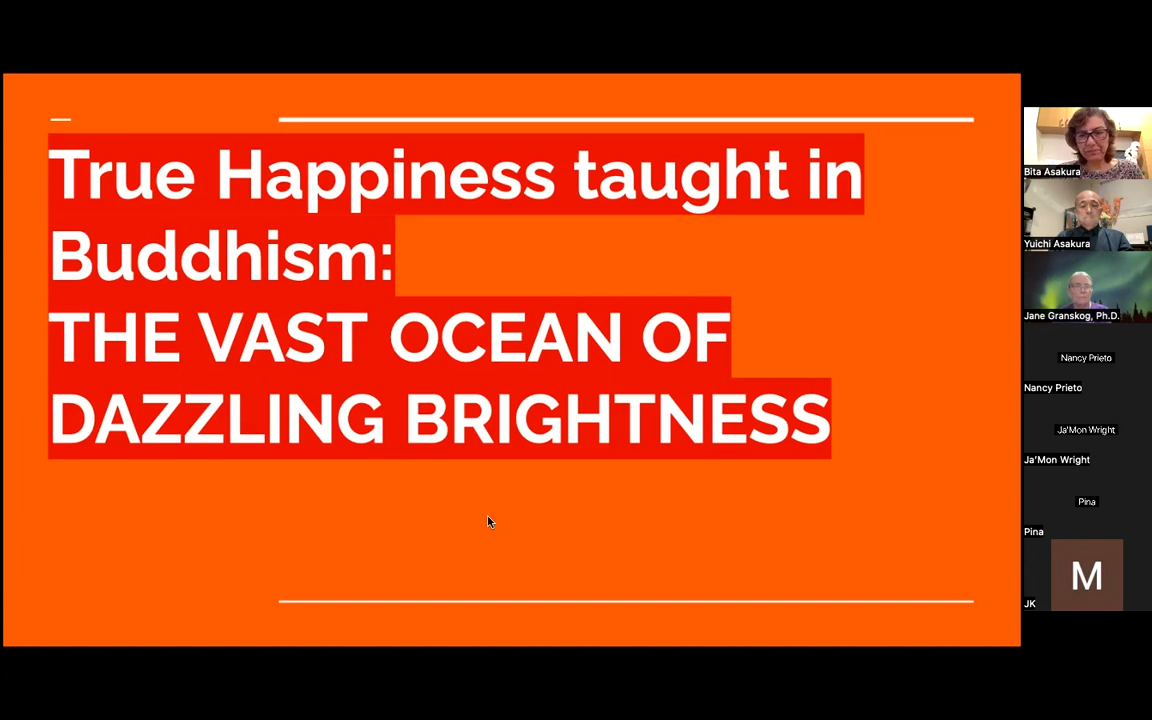 True Happiness taught in
Buddhism:
THE VAST OCEAN OF
DAZZLING BRIGHTNESS
Bita Asakura
Yuichi Asakura
Jane Granskog, Ph.D.
Nancy Prieto
Nancy Prieto
Ja'Mon Wright
Ja'Mon Wright
Pina
Pina
M
JK